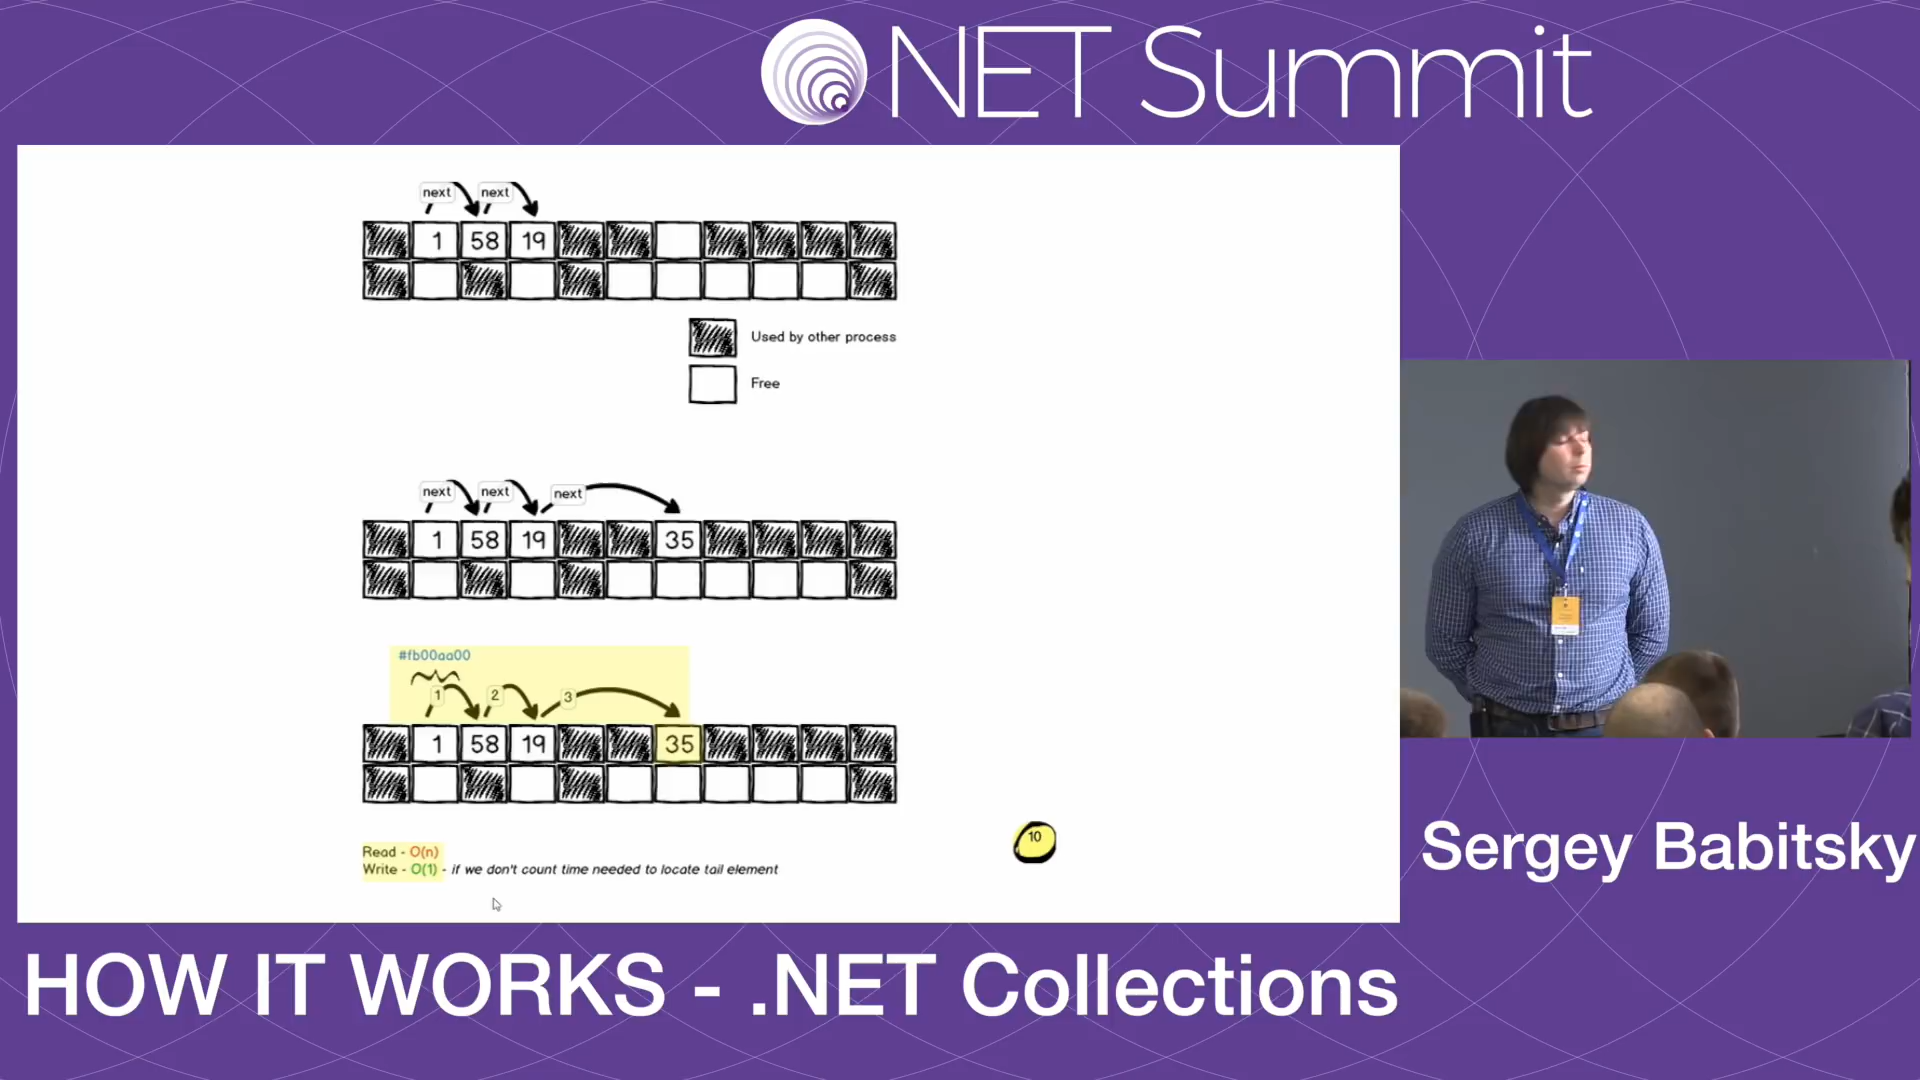 NET Summit
next next
1 58 19
Used by other process
Free
next next next
1 58 19 35
#fb00aa00
1 2 3
1 58 19 35
10
Read - O(n)
Write - O(1) - if we don't count time needed to locate tail element
Sergey Babitsky
HOW IT WORKS - .NET Collections